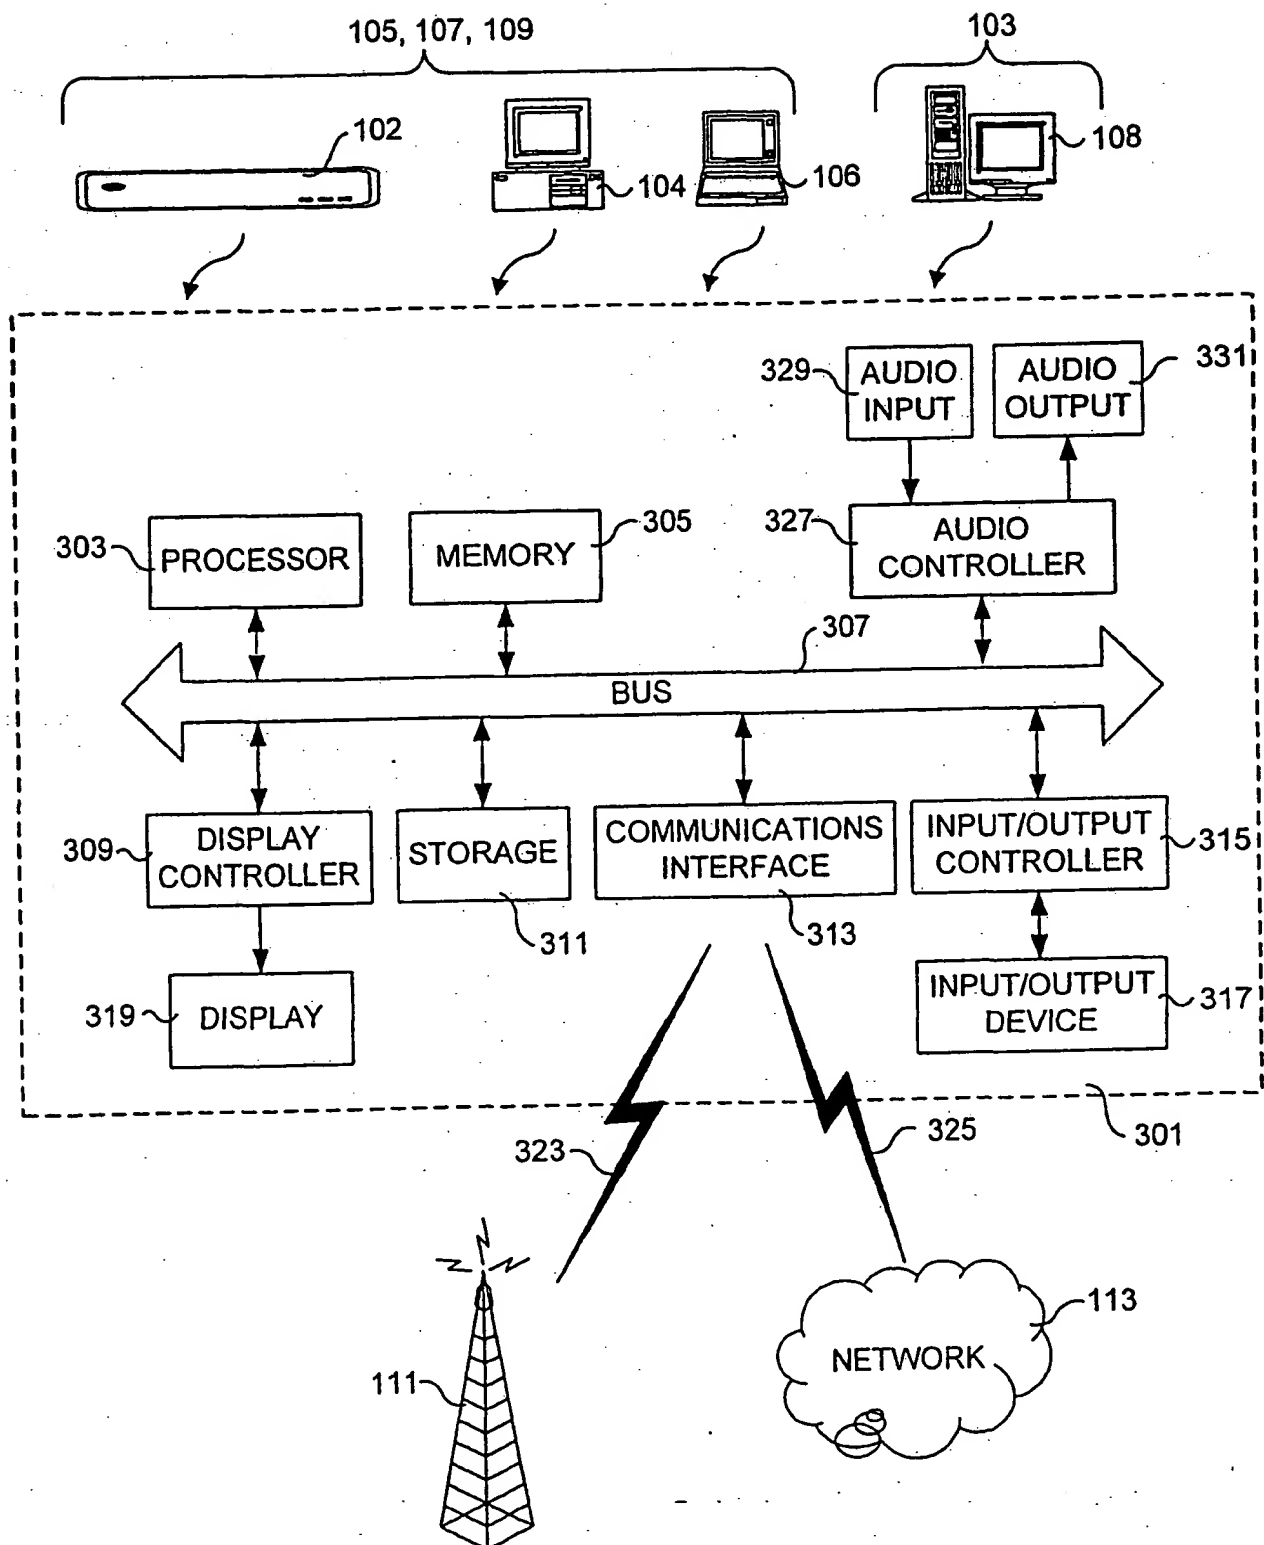 105, 107, 109
103
102
104
106
108
329
AUDIO
INPUT
AUDIO
OUTPUT
331
303
PROCESSOR
MEMORY
305
327
AUDIO
CONTROLLER
307
BUS
309
DISPLAY
CONTROLLER
STORAGE
311
COMMUNICATIONS
INTERFACE
313
INPUT/OUTPUT
CONTROLLER
315
319
DISPLAY
INPUT/OUTPUT
DEVICE
317
301
323
325
111
NETWORK
113